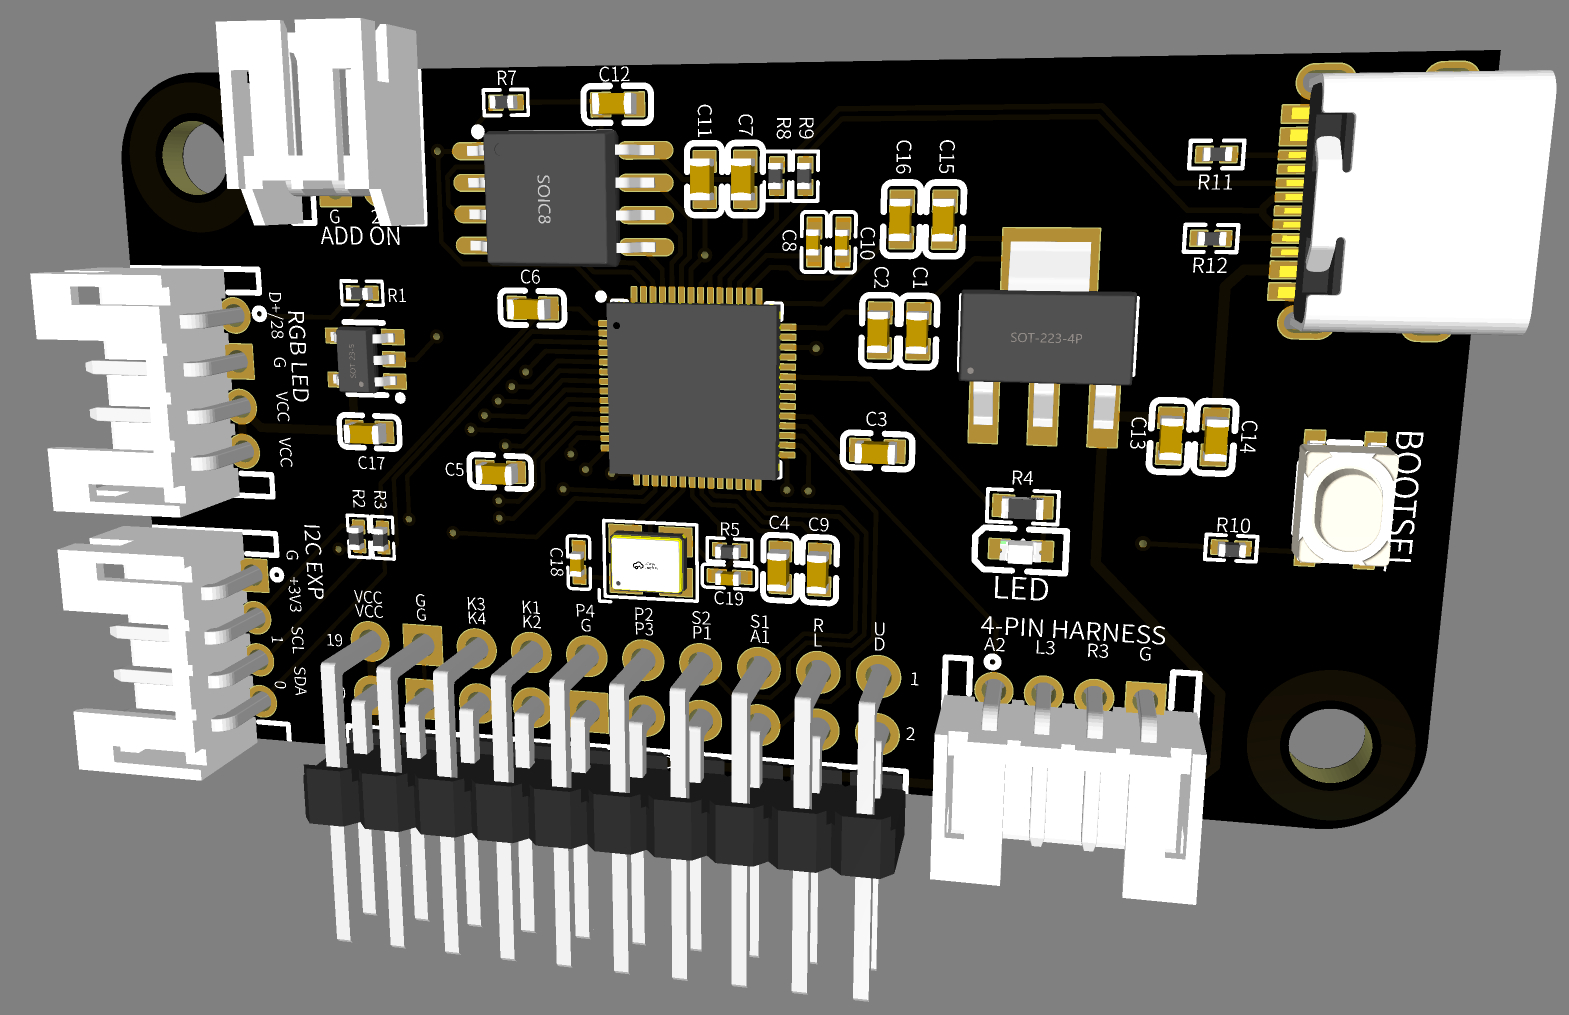 R7
C12
C11
C7
R8
R9
C16
C15
R11
SOIC8
G
ADD ON
C8
C10
R12
C6
C2
C1
R1
D+/28
G
VCC
VCC
RGB LED
SOT-223-4P
SOT-23-5
C17
C3
C13
C14
BOOTSEL
C5
R2
R3
R4
R10
I2C EXP
G
+3V3
SCL
1
SDA
0
C18
R5
C19
C4
C9
LED
VCC
VCC
G
G
K3
K4
K1
K2
P4
G
P2
P3
S2
P1
S1
A1
R
L
U
D
19
1
2
4-PIN HARNESS
A2
L3
R3
G